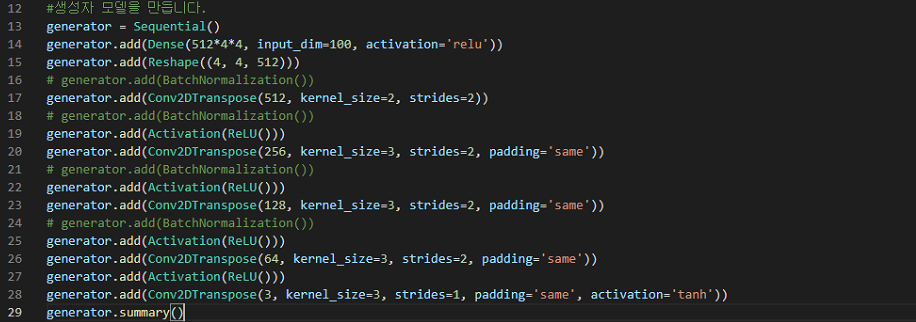 12 #생성자 모델을 만듭니다.
13 generator = Sequential()
14 generator.add(Dense(512*4*4, input_dim=100, activation='relu'))
15 generator.add(Reshape((4, 4, 512)))
16 # generator.add(BatchNormalization())
17 generator.add(Conv2DTranspose(512, kernel_size=2, strides=2))
18 # generator.add(BatchNormalization())
19 generator.add(Activation(ReLU()))
20 generator.add(Conv2DTranspose(256, kernel_size=3, strides=2, padding='same'))
21 # generator.add(BatchNormalization())
22 generator.add(Activation(ReLU()))
23 generator.add(Conv2DTranspose(128, kernel_size=3, strides=2, padding='same'))
24 # generator.add(BatchNormalization())
25 generator.add(Activation(ReLU()))
26 generator.add(Conv2DTranspose(64, kernel_size=3, strides=2, padding='same'))
27 generator.add(Activation(ReLU()))
28 generator.add(Conv2DTranspose(3, kernel_size=3, strides=1, padding='same', activation='tanh'))
29 generator.summary()